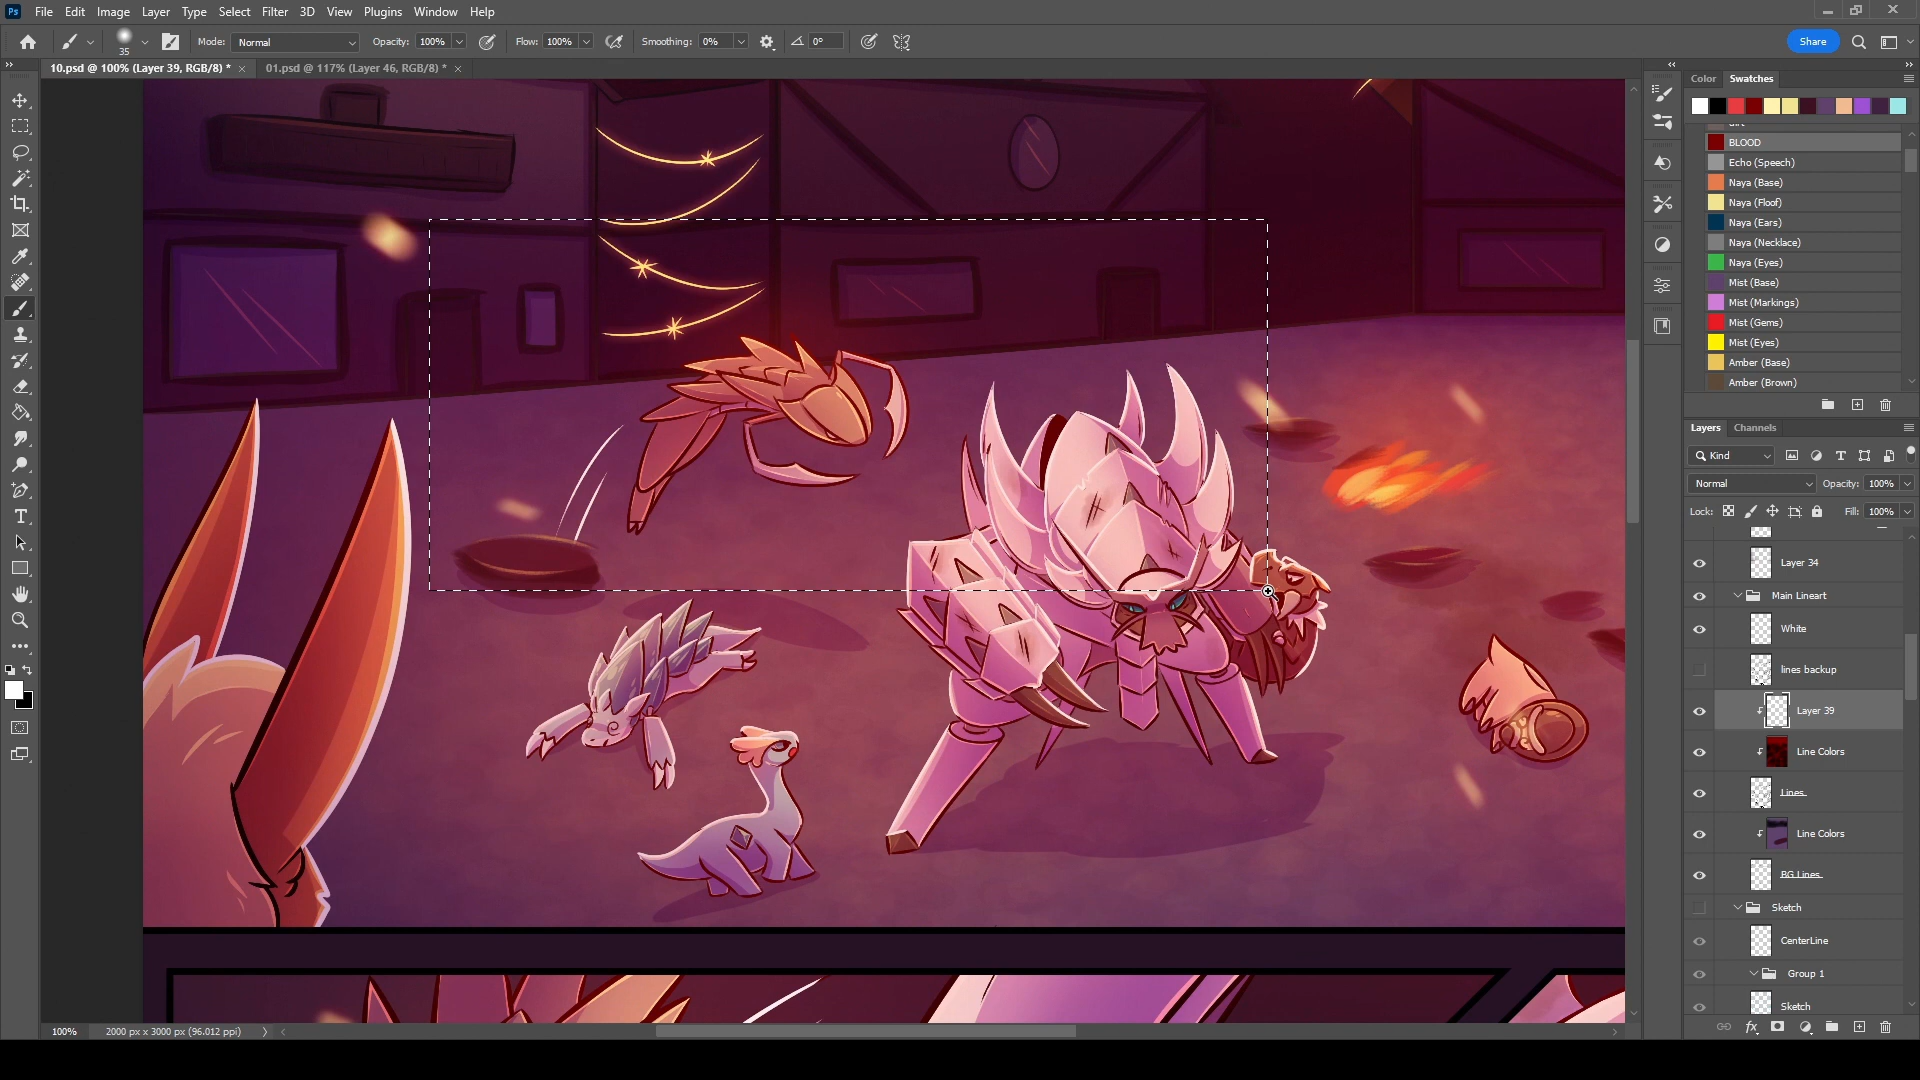 Ps File Edit Image Layer Type Select Filter 3D View Plugins Window Help
35 Mode: Normal Opacity: 100% Flow: 100% Smoothing: 0% 0° Share
10.psd @ 100% (Layer 39, RGB/8) * 01.psd @ 117% (Layer 46, RGB/8) *
Color Swatches
BLOOD
Echo (Speech)
Naya (Base)
Naya (Floof)
Naya (Ears)
Naya (Necklace)
Naya (Eyes)
Mist (Base)
Mist (Markings)
Mist (Gems)
Mist (Eyes)
Amber (Base)
Amber (Brown)
Layers Channels
Kind
Normal Opacity: 100%
Lock: Fill: 100%
Layer 34
Main Lineart
White
lines backup
Layer 39
Line Colors
Lines
Line Colors
BG Lines
Sketch
CenterLine
Group 1
Sketch
100% 2000 px x 3000 px (96.012 ppi)